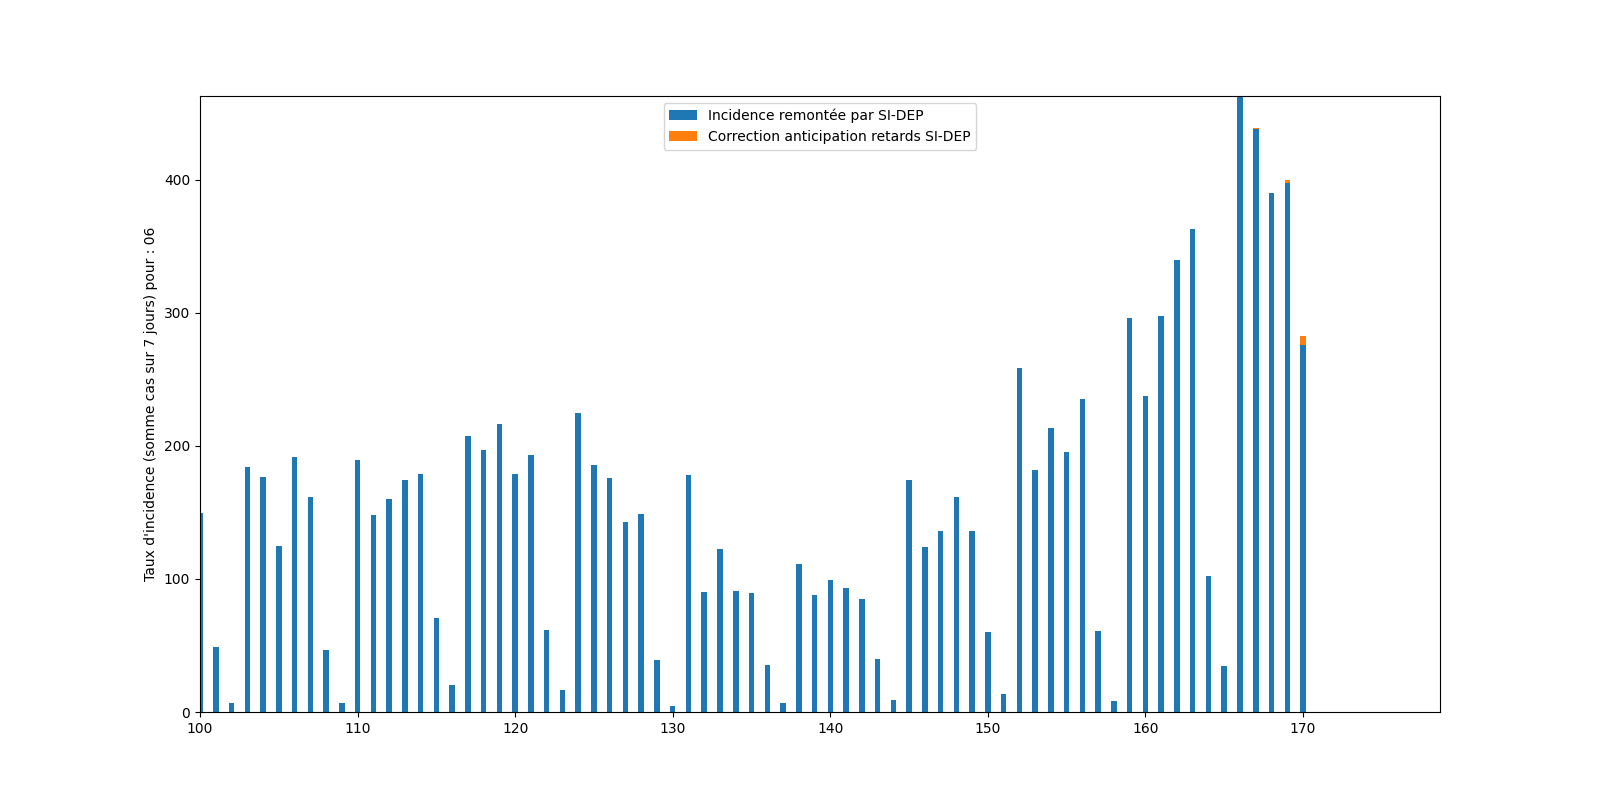 Incidence remontée par SI-DEP
Correction anticipation retards SI-DEP
Taux d'incidence (somme cas sur 7 jours) pour : 06
400
300
200
100
0
100 110 120 130 140 150 160 170